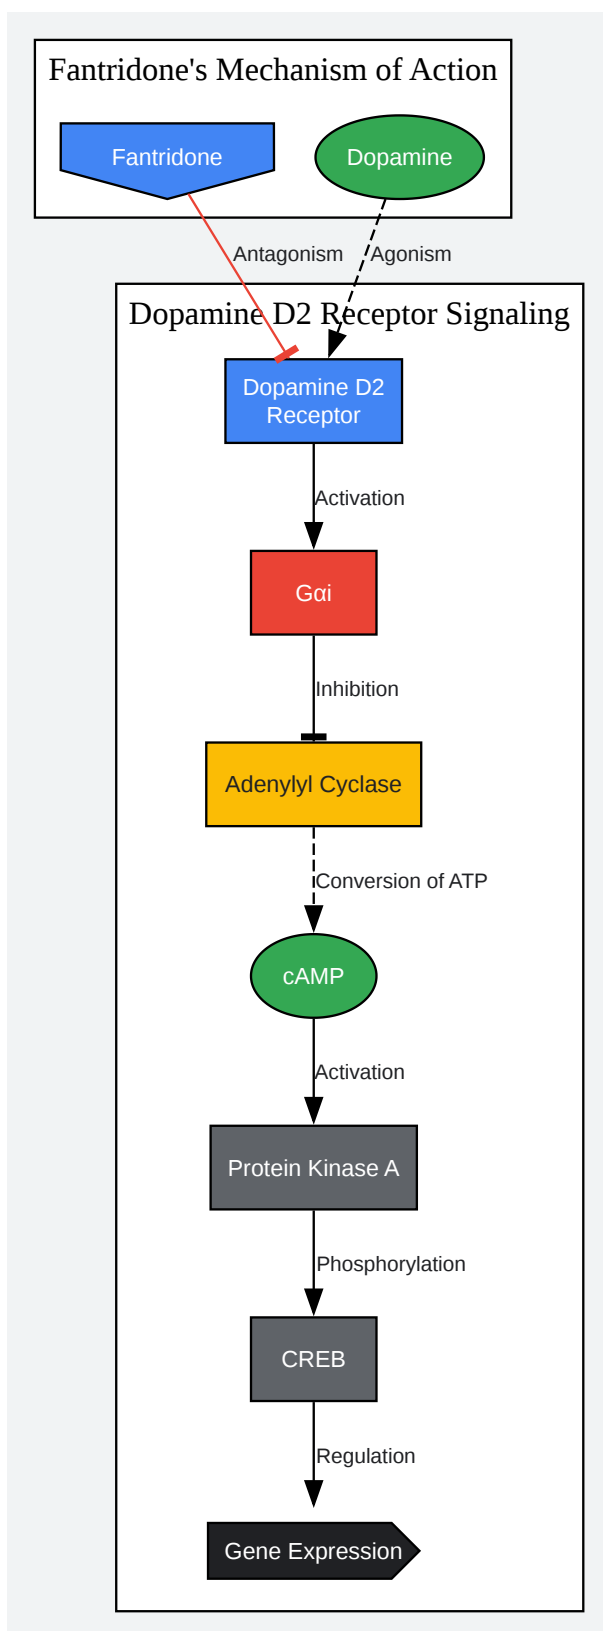 Fantridone's Mechanism of Action
Fantridone
Dopamine
Antagonism
Agonism
Dopamine D2 Receptor Signaling
Dopamine D2
Receptor
Activation
Gαi
Inhibition
Adenylyl Cyclase
Conversion of ATP
cAMP
Activation
Protein Kinase A
Phosphorylation
CREB
Regulation
Gene Expression